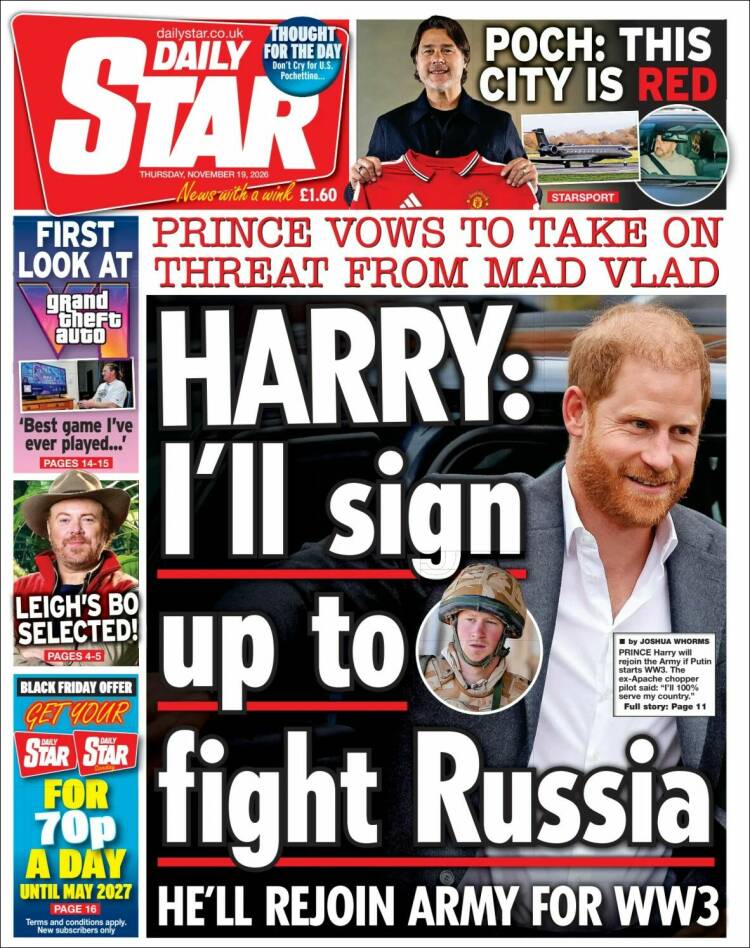 dailystar.co.uk
DAILY
STAR
THURSDAY, NOVEMBER 19, 2026
News with a wink £1.60
THOUGHT
FOR THE DAY
Don't Cry for U.S.
Pochettino...
POCH: THIS
CITY IS RED
STARSPORT
FIRST
LOOK AT
VI
grand
theft
auto
'Best game I've
ever played...'
PAGES 14-15
LEIGH'S BO
SELECTED!
PAGES 4-5
BLACK FRIDAY OFFER
GET YOUR
DAILY
STAR
DAILY
STAR
Sunday
FOR
70p
A DAY
UNTIL MAY 2027
PAGE 16
Terms and conditions apply.
New subscribers only
PRINCE VOWS TO TAKE ON
THREAT FROM MAD VLAD
HARRY:
I'll sign
up to
fight Russia
■ by JOSHUA WHORMS
PRINCE Harry will
rejoin the Army if Putin
starts WW3. The
ex-Apache chopper
pilot said: "I'll 100%
serve my country."
Full story: Page 11
HE'LL REJOIN ARMY FOR WW3